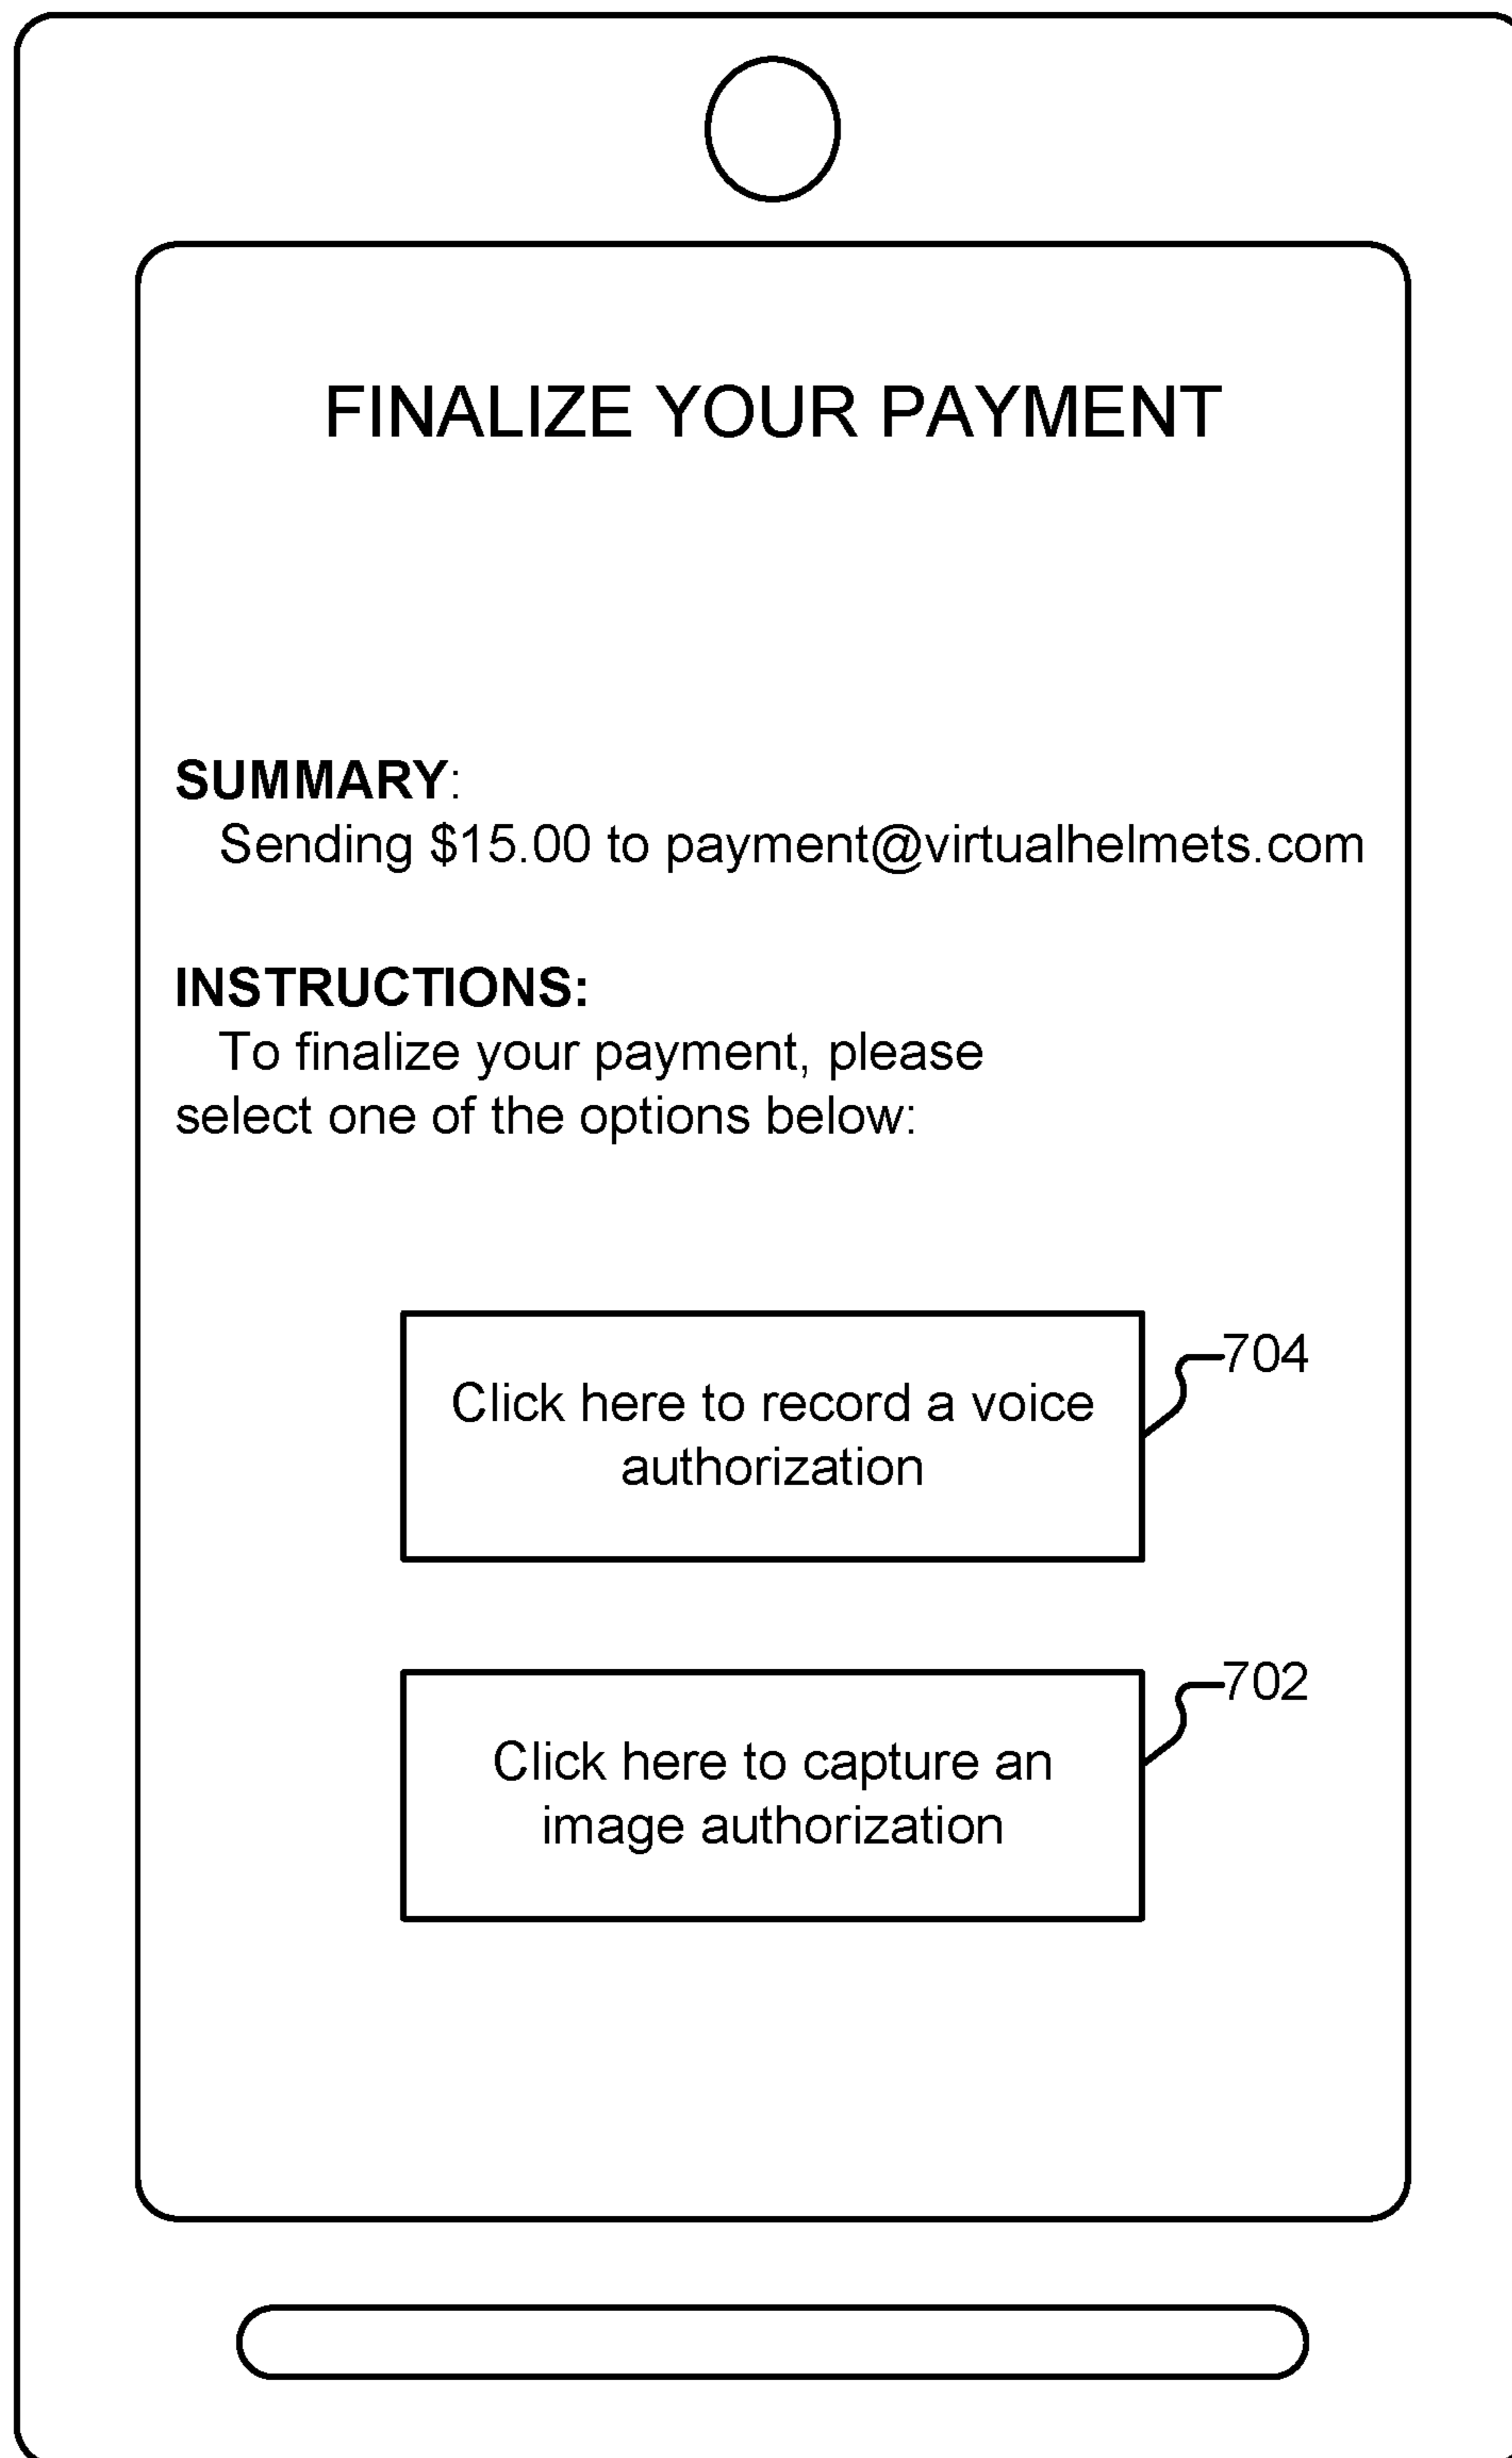 FINALIZE YOUR PAYMENT
SUMMARY:
Sending $15.00 to payment@virtualhelmets.com
INSTRUCTIONS:
To finalize your payment, please
select one of the options below:
Click here to record a voice
authorization
704
Click here to capture an
image authorization
702